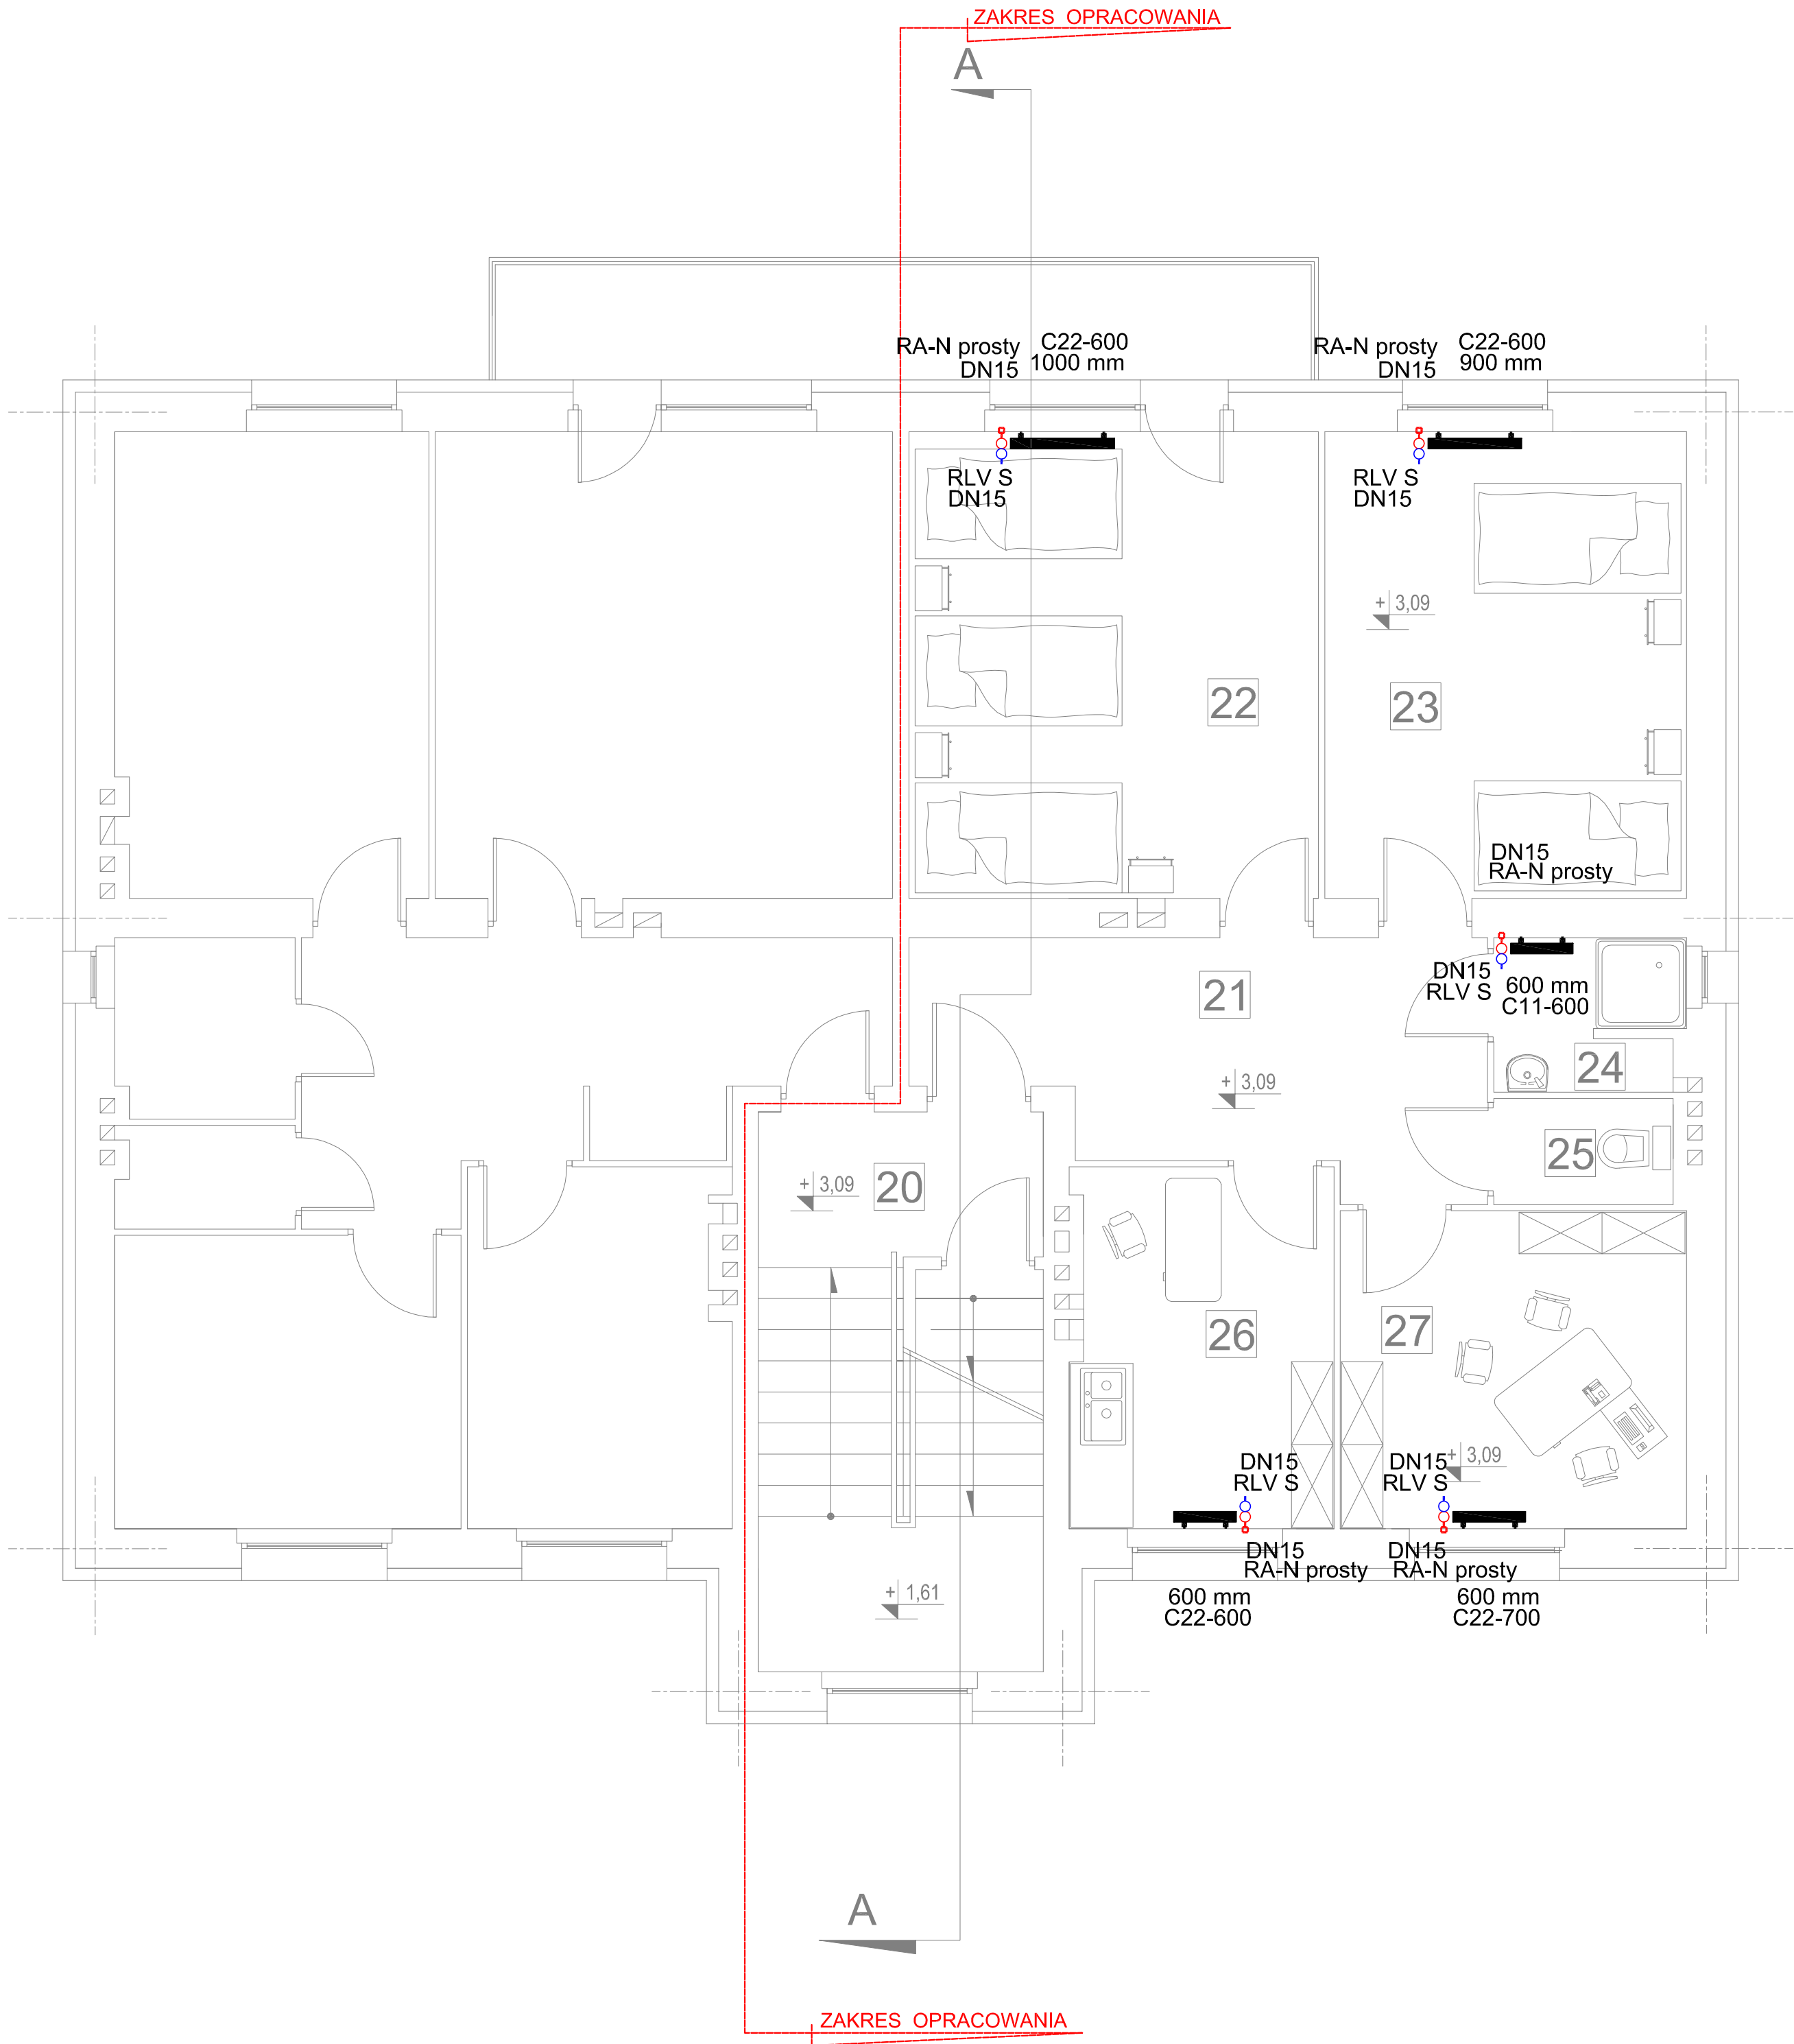 ZAKRES OPRACOWANIA
A
RA-N prosty
DN15
C22-600
1000 mm
RA-N prosty
DN15
C22-600
900 mm
RLV S
DN15
RLV S
DN15
+ 3,09
22
23
DN15
RA-N prosty
DN15
RLV S
600 mm
C11-600
21
24
+ 3,09
25
+ 3,09
20
26
27
DN15
RLV S
DN15
RLV S
+ 3,09
DN15
RA-N prosty
DN15
RA-N prosty
600 mm
C22-600
600 mm
C22-700
+ 1,61
A
ZAKRES OPRACOWANIA